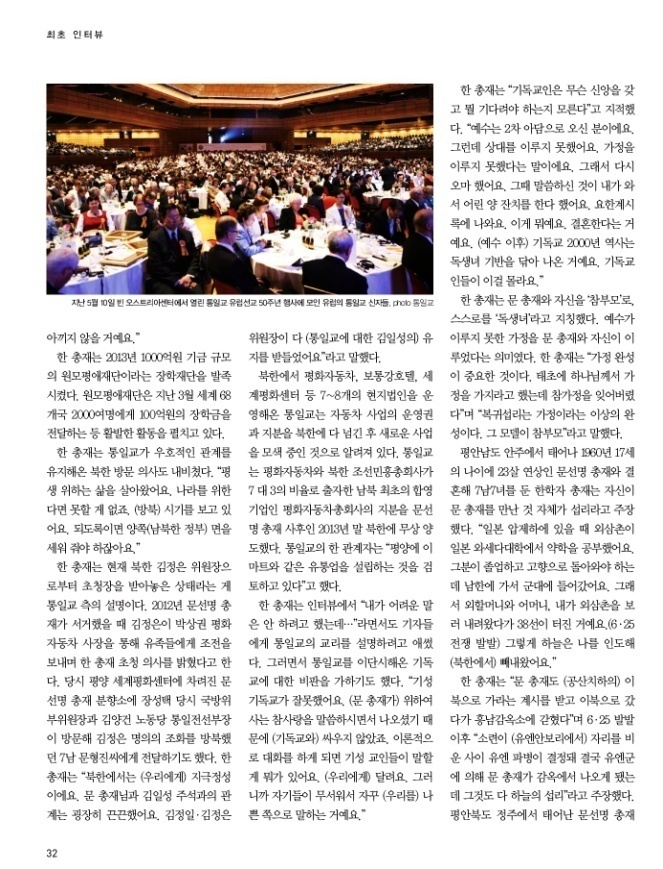 최초 인터뷰
지난 5월 10일 빈 오스트리아센터에서 열린 통일교 유럽선교 50주년 행사에 모인 유럽의 통일교 신자들. photo 통일교
아끼지 않을 거예요.”
한 총재는 2013년 1000억원 기금 규모
의 원모평애재단이라는 장학재단을 발족
시켰다. 원모평애재단은 지난 3월 세계 68
개국 2000여명에게 100억원의 장학금을
전달하는 등 활발한 활동을 펼치고 있다.
한 총재는 통일교가 우호적인 관계를
유지해온 북한 방문 의사도 내비쳤다. “평
생 위하는 삶을 살아왔어요. 나라를 위한
다면 못할 게 없죠. (방북) 시기를 보고 있
어요. 되도록이면 양쪽(남북한 정부) 면을
세워 줘야 하잖아요.”
한 총재는 현재 북한 김정은 위원장으
로부터 초청장을 받아놓은 상태라는 게
통일교 측의 설명이다. 2012년 문선명 총
재가 서거했을 때 김정은이 박상권 평화
자동차 사장을 통해 유족들에게 조전을
보내며 한 총재 초청 의사를 밝혔다고 한
다. 당시 평양 세계평화센터에 차려진 문
선명 총재 분향소에 장성택 당시 국방위
부위원장과 김양건 노동당 통일전선부장
이 방문해 김정은 명의의 조화를 방북했
던 7남 문형진씨에게 전달하기도 했다. 한
총재는 “북한에서는 (우리에게) 지극정성
이에요. 문 총재님과 김일성 주석과의 관
계는 굉장히 끈끈했어요. 김정일·김정은
위원장이 다 (통일교에 대한 김일성의) 유
지를 받들었어요”라고 말했다.
북한에서 평화자동차, 보통강호텔, 세
계평화센터 등 7~8개의 현지법인을 운
영해온 통일교는 자동차 사업의 운영권
과 지분을 북한에 다 넘긴 후 새로운 사업
을 모색 중인 것으로 알려져 있다. 통일교
는 평화자동차와 북한 조선민흥총회사가
7 대 3의 비율로 출자한 남북 최초의 합영
기업인 평화자동차총회사의 지분을 문선
명 총재 사후인 2013년 말 북한에 무상 양
도했다. 통일교의 한 관계자는 “평양에 이
마트와 같은 유통업을 설립하는 것을 검
토하고 있다”고 했다.
한 총재는 인터뷰에서 “내가 어려운 말
은 안 하려고 했는데…”라면서도 기자들
에게 통일교의 교리를 설명하려고 애썼
다. 그러면서 통일교를 이단시해온 기독
교에 대한 비판을 가하기도 했다. “기성
기독교가 잘못했어요. (문 총재가) 위하여
사는 참사랑을 말씀하시면서 나오셨기 때
문에 (기독교와) 싸우지 않았죠. 이론적으
로 대화를 하게 되면 기성 교인들이 말할
게 뭐가 있어요. (우리에게) 달려요. 그러
니까 자기들이 무서워서 자꾸 (우리를) 나
쁜 쪽으로 말하는 거예요.”
한 총재는 “기독교인은 무슨 신앙을 갖
고 뭘 기다려야 하는지 모른다”고 지적했
다. “예수는 2차 아담으로 오신 분이에요.
그런데 상대를 이루지 못했어요. 가정을
이루지 못했다는 말이에요. 그래서 다시
오마 했어요. 그때 말씀하신 것이 내가 와
서 어린 양 잔치를 한다 했어요. 요한계시
록에 나와요. 이게 뭐예요. 결혼한다는 거
예요. (예수 이후) 기독교 2000년 역사는
독생녀 기반을 닦아 나온 거예요. 기독교
인들이 이걸 몰라요.”
한 총재는 문 총재와 자신을 ‘참부모’로,
스스로를 ‘독생녀’라고 지칭했다. 예수가
이루지 못한 가정을 문 총재와 자신이 이
루었다는 의미였다. 한 총재는 “가정 완성
이 중요한 것이다. 태초에 하나님께서 가
정을 가지라고 했는데 참가정을 잊어버렸
다”며 “복귀섭리는 가정이라는 이상의 완
성이다. 그 모델이 참부모”라고 말했다.
평안남도 안주에서 태어나 1960년 17세
의 나이에 23살 연상인 문선명 총재와 결
혼해 7남7녀를 둔 한학자 총재는 자신이
문 총재를 만난 것 자체가 섭리라고 주장
했다. “일본 압제하에 있을 때 외삼촌이
일본 와세다대학에서 약학을 공부했어요.
그분이 졸업하고 고향으로 돌아와야 하는
데 남한에 가서 군대에 들어갔어요. 그래
서 외할머니와 어머니, 내가 외삼촌을 보
러 내려왔다가 38선이 터진 거예요.(6·25
전쟁 발발) 그렇게 하늘은 나를 인도해
(북한에서) 빼내왔어요.”
한 총재는 “문 총재도 (공산치하의) 이
북으로 가라는 계시를 받고 이북으로 갔
다가 흥남감옥소에 갇혔다”며 6·25 발발
이후 “소련이 (유엔안보리에서) 자리를 비
운 사이 유엔 파병이 결정돼 결국 유엔군
에 의해 문 총재가 감옥에서 나오게 됐는
데 그것도 다 하늘의 섭리”라고 주장했다.
평안북도 정주에서 태어난 문선명 총재
32